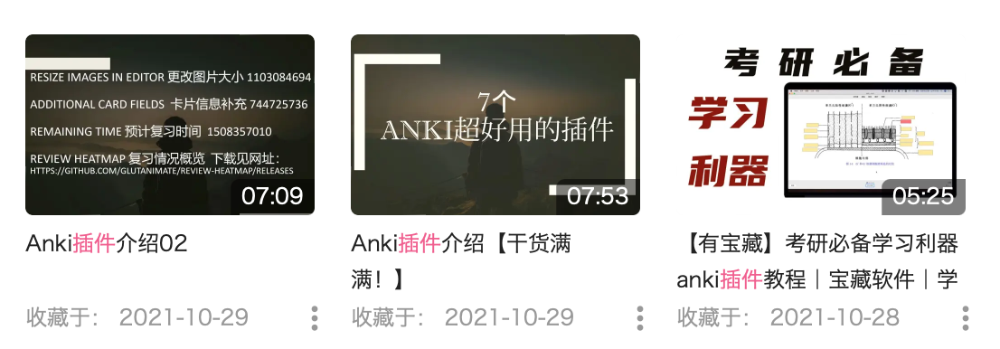 RESIZE IMAGES IN EDITOR 更改图片大小 1103084694
ADDITIONAL CARD FIELDS 卡片信息补充 744725736
REMAINING TIME 预计复习时间 1508357010
REVIEW HEATMAP 复习情况概览 下载见网址：
HTTPS://GITHUB.COM/GLUTANIMATE/REVIEW-HEATMAP/RELEASES
07:09
Anki插件介绍02
收藏于： 2021-10-29
7个
ANKI超好用的插件
07:53
Anki插件介绍【干货满
满！】
收藏于： 2021-10-29
考研必备
学习
利器
05:25
【有宝藏】考研必备学习利器
anki插件教程｜宝藏软件｜学
收藏于： 2021-10-28